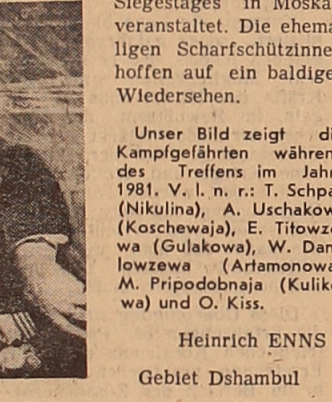 Siegestages in Moska
veranstaltet. Die ehema
ligen Scharfschützinne
hoffen auf ein baldige
Wiedersehen.
Unser Bild zeigt di
Kampfgefährten währen
des Treffens im Jahr
1981. V. l. n. r.: T. Schpa
(Nikulina), A. Uschakow
(Koschewaja), E. Titowze
wa (Gulakowa), W. Dan
lowzewa (Artamonowa
M. Pripodobnaja (Kulik
wa) und O. Kiss.
Heinrich ENNS
Gebiet Dshambul